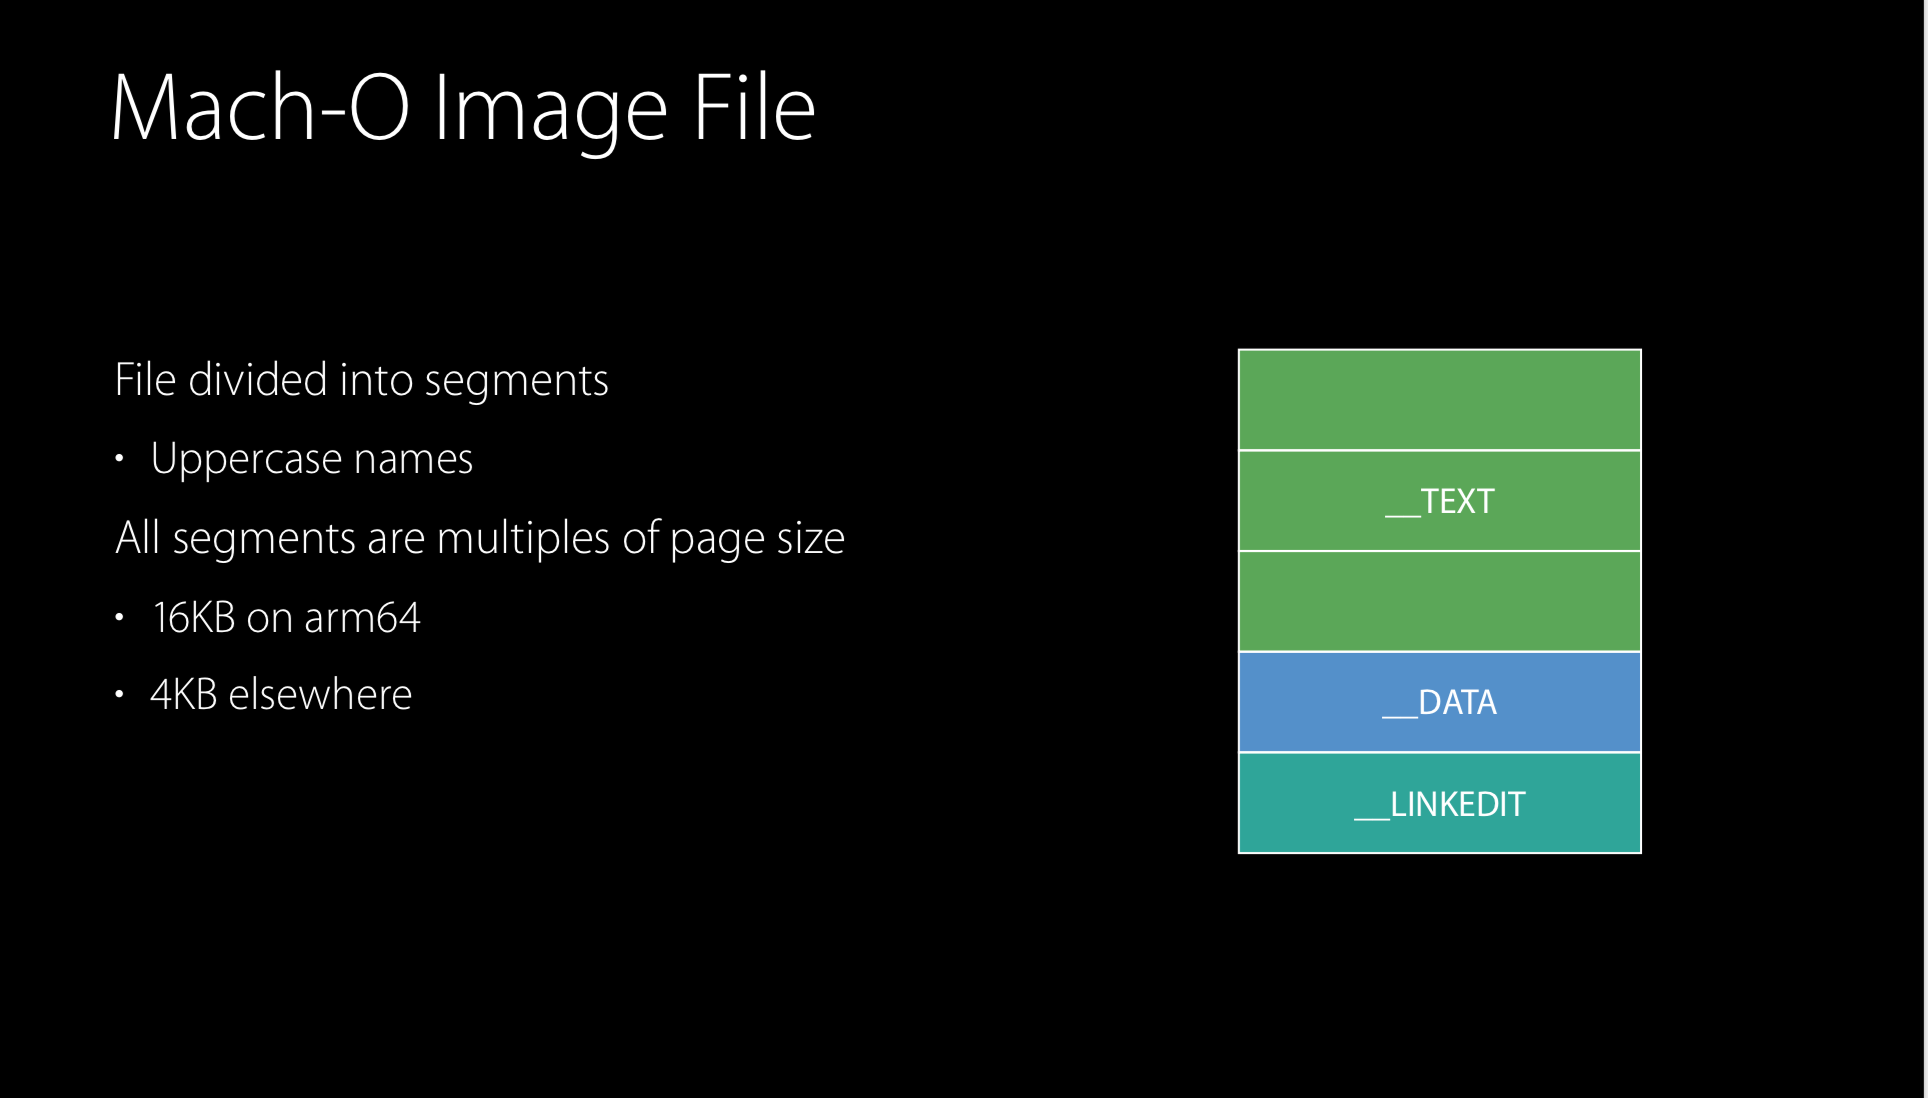 Mach-O Image File
File divided into segments
• Uppercase names
All segments are multiples of page size
• 16KB on arm64
• 4KB elsewhere
__TEXT
__DATA
__LINKEDIT